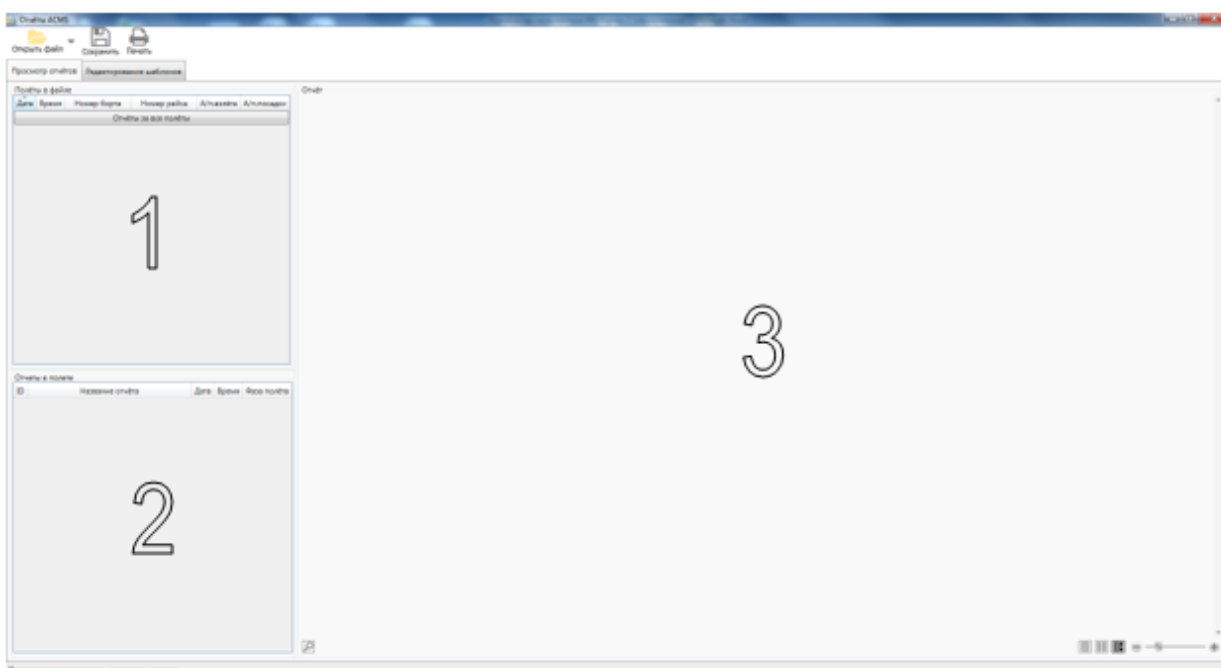 Отчёты ACMS
Открыть файл Сохранить Печать
Просмотр отчётов Редактирование шаблонов
Полёты в файле
Дата Время Номер борта Номер рейса А/п взлёта А/п посадки
Отчёты за все полёты
1
Отчеты в полете
ID Название отчёта Дата Время Фаза полёта
2
Отчёт
3